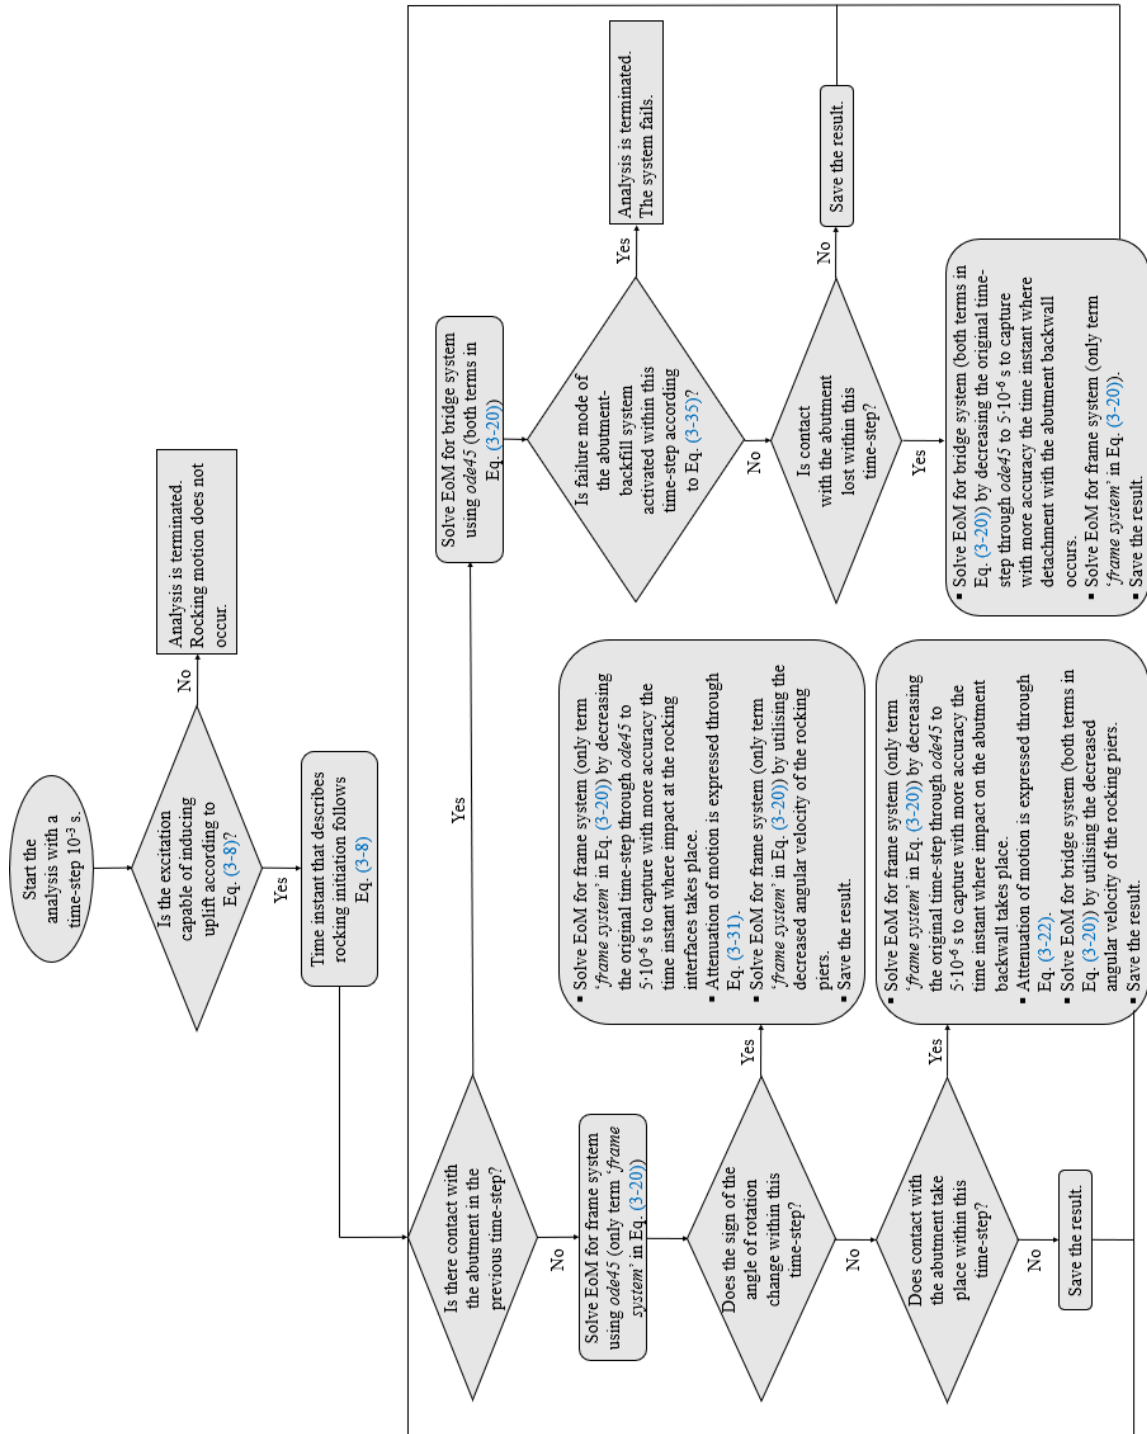 Start the
analysis with a
time-step 10⁻³ s.
Is the excitation
capable of inducing
uplift according to
Eq. (3-8)?
No
Analysis is terminated.
Rocking motion does not
occur.
Yes
Time instant that describes
rocking initiation follows
Eq. (3-8)
Is there contact with
the abutment in the
previous time-step?
Yes
Solve EoM for bridge system
using ode45 (both terms in
Eq. (3-20))
No
Solve EoM for frame system
using ode45 (only term ‘frame
system’ in Eq. (3-20))
Does the sign of the
angle of rotation
change within this
time-step?
Yes
▪ Solve EoM for frame system (only term
‘frame system’ in Eq. (3-20)) by decreasing
the original time-step through ode45 to
5·10⁻⁶ s to capture with more accuracy the
time instant where impact at the rocking
interfaces takes place.
▪ Attenuation of motion is expressed through
Eq. (3-31).
▪ Solve EoM for frame system (only term
‘frame system’ in Eq. (3-20)) by utilising the
decreased angular velocity of the rocking
piers.
▪ Save the result.
No
Does contact with
the abutment take
place within this
time-step?
Yes
▪ Solve EoM for frame system (only term
‘frame system’ in Eq. (3-20)) by decreasing
the original time-step through ode45 to
5·10⁻⁶ s to capture with more accuracy the
time instant where impact on the abutment
backwall takes place.
▪ Attenuation of motion is expressed through
Eq. (3-22).
▪ Solve EoM for bridge system (both terms in
Eq. (3-20)) by utilising the decreased
angular velocity of the rocking piers.
▪ Save the result.
No
Save the result.
Is failure mode of
the abutment-
backfill system
activated within this
time-step according
to Eq. (3-35)?
Yes
Analysis is terminated.
The system fails.
No
Is contact
with the abutment
lost within this
time-step?
No
Save the result.
Yes
▪ Solve EoM for bridge system (both terms in
Eq. (3-20)) by decreasing the original time-
step through ode45 to 5·10⁻⁶ s to capture
with more accuracy the time instant where
detachment with the abutment backwall
occurs.
▪ Solve EoM for frame system (only term
‘frame system’ in Eq. (3-20)).
▪ Save the result.